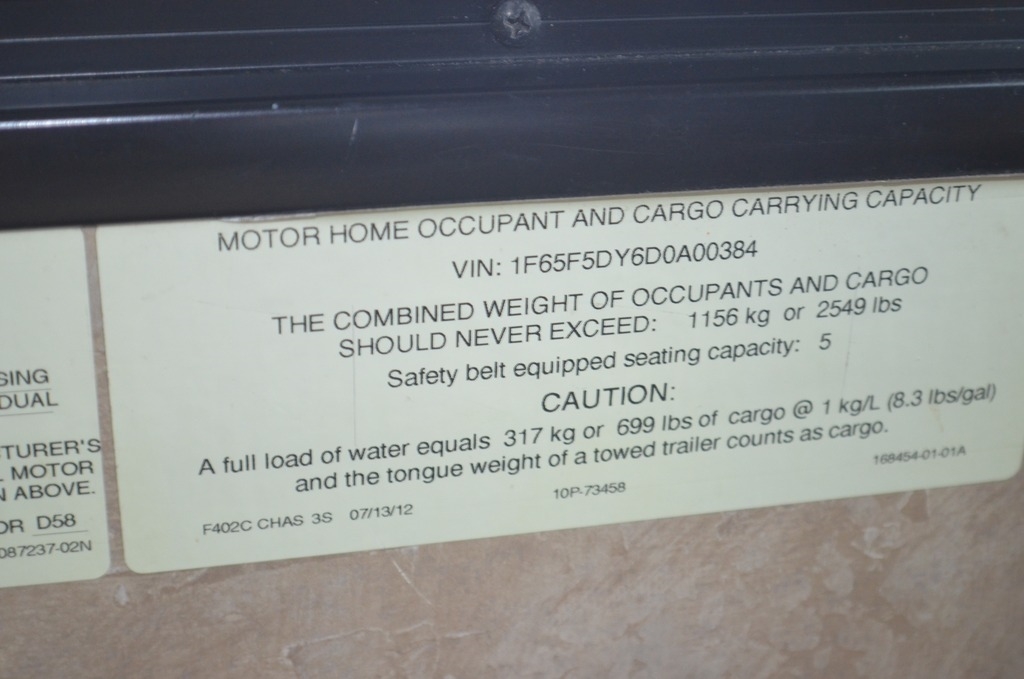 MOTOR HOME OCCUPANT AND CARGO CARRYING CAPACITY
VIN: 1F65F5DY6D0A00384
THE COMBINED WEIGHT OF OCCUPANTS AND CARGO
SHOULD NEVER EXCEED: 1156 kg or 2549 lbs
Safety belt equipped seating capacity: 5
CAUTION:
A full load of water equals 317 kg or 699 lbs of cargo @ 1 kg/L (8.3 lbs/gal)
and the tongue weight of a towed trailer counts as cargo.
F402C CHAS 3S 07/13/12 10P-73458 168454-01-01A
SING
DUAL
TURER'S
MOTOR
ABOVE.
OR D58
087237-02N